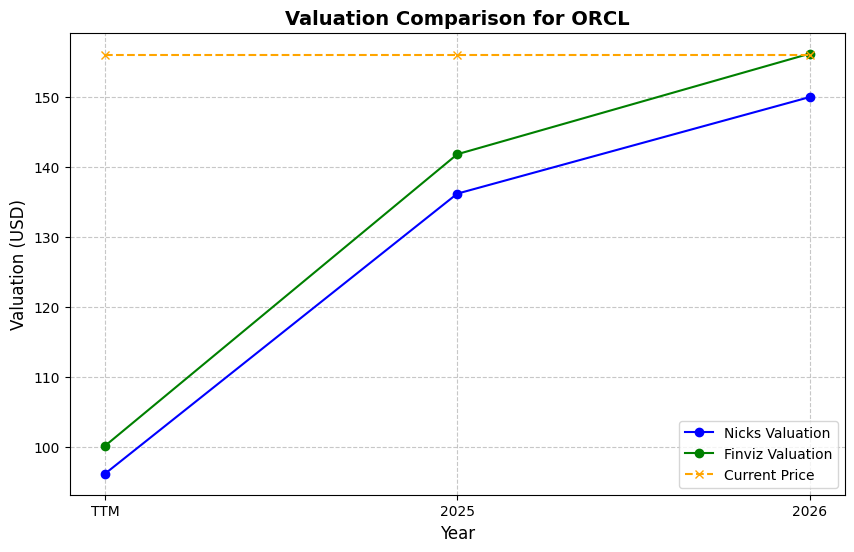 Valuation Comparison for ORCL
Valuation (USD)
150
140
130
120
110
100
TTM
2025
2026
Year
Nicks Valuation
Finviz Valuation
Current Price